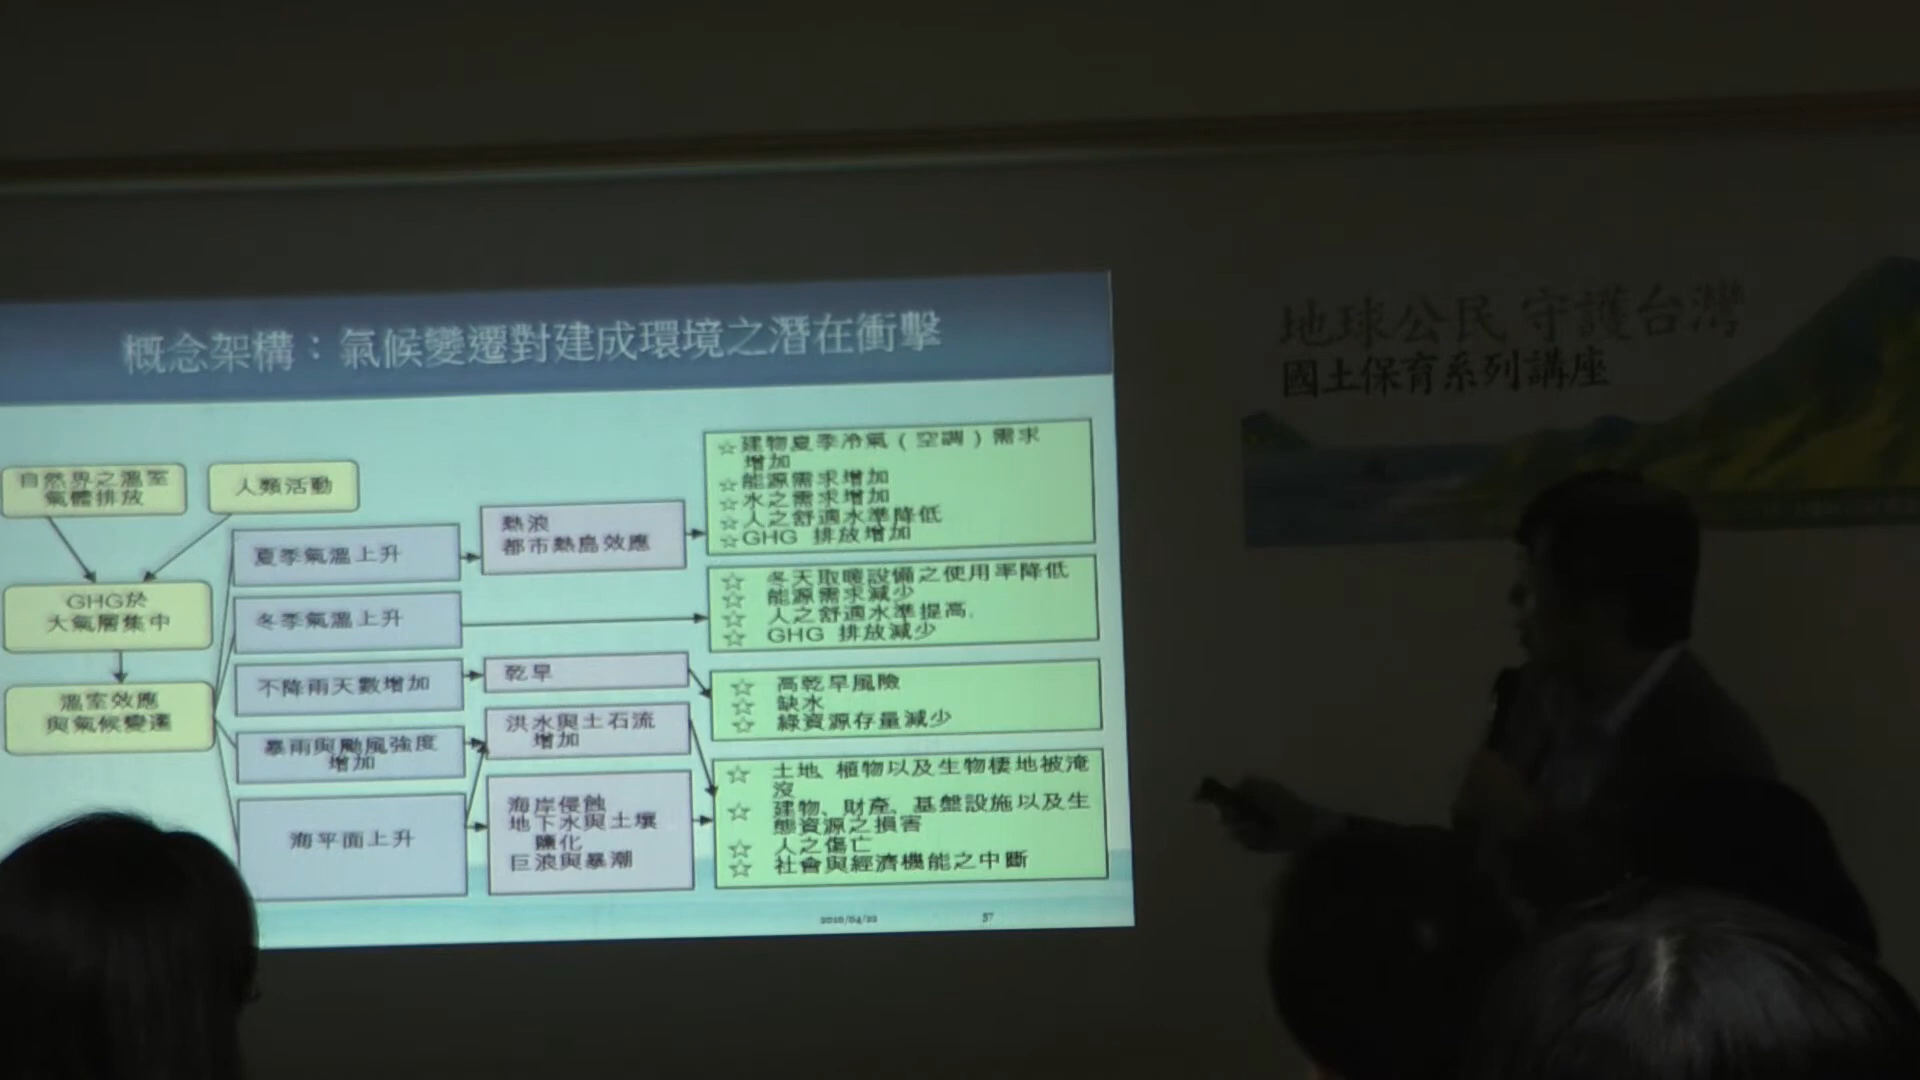 概念架構：氣候變遷對建成環境之潛在衝擊
地球公民 守護台灣
國土保育系列講座
自然界之溫室
氣體排放
人類活動
GHG於
大氣層集中
溫室效應
與氣候變遷
夏季氣溫上升
冬季氣溫上升
不降雨天數增加
暴雨與颱風強度
增加
海平面上升
熱浪
都市熱島效應
乾旱
洪水與土石流
增加
海岸侵蝕
地下水與土壤
鹽化
巨浪與暴潮
☆建物夏季冷氣（空調）需求
增加
☆能源需求增加
☆水之需求增加
☆人之舒適水準降低
☆GHG 排放增加
☆ 冬天取暖設備之使用率降低
☆ 能源需求減少
☆ 人之舒適水準提高.
☆ GHG 排放減少
☆ 高乾旱風險
☆ 缺水
☆ 綠資源存量減少
☆ 土地、植物以及生物棲地被淹
沒
☆ 建物、財產、基盤設施以及生
態資源之損害
☆ 人之傷亡
☆ 社會與經濟機能之中斷
2010/04/22
37